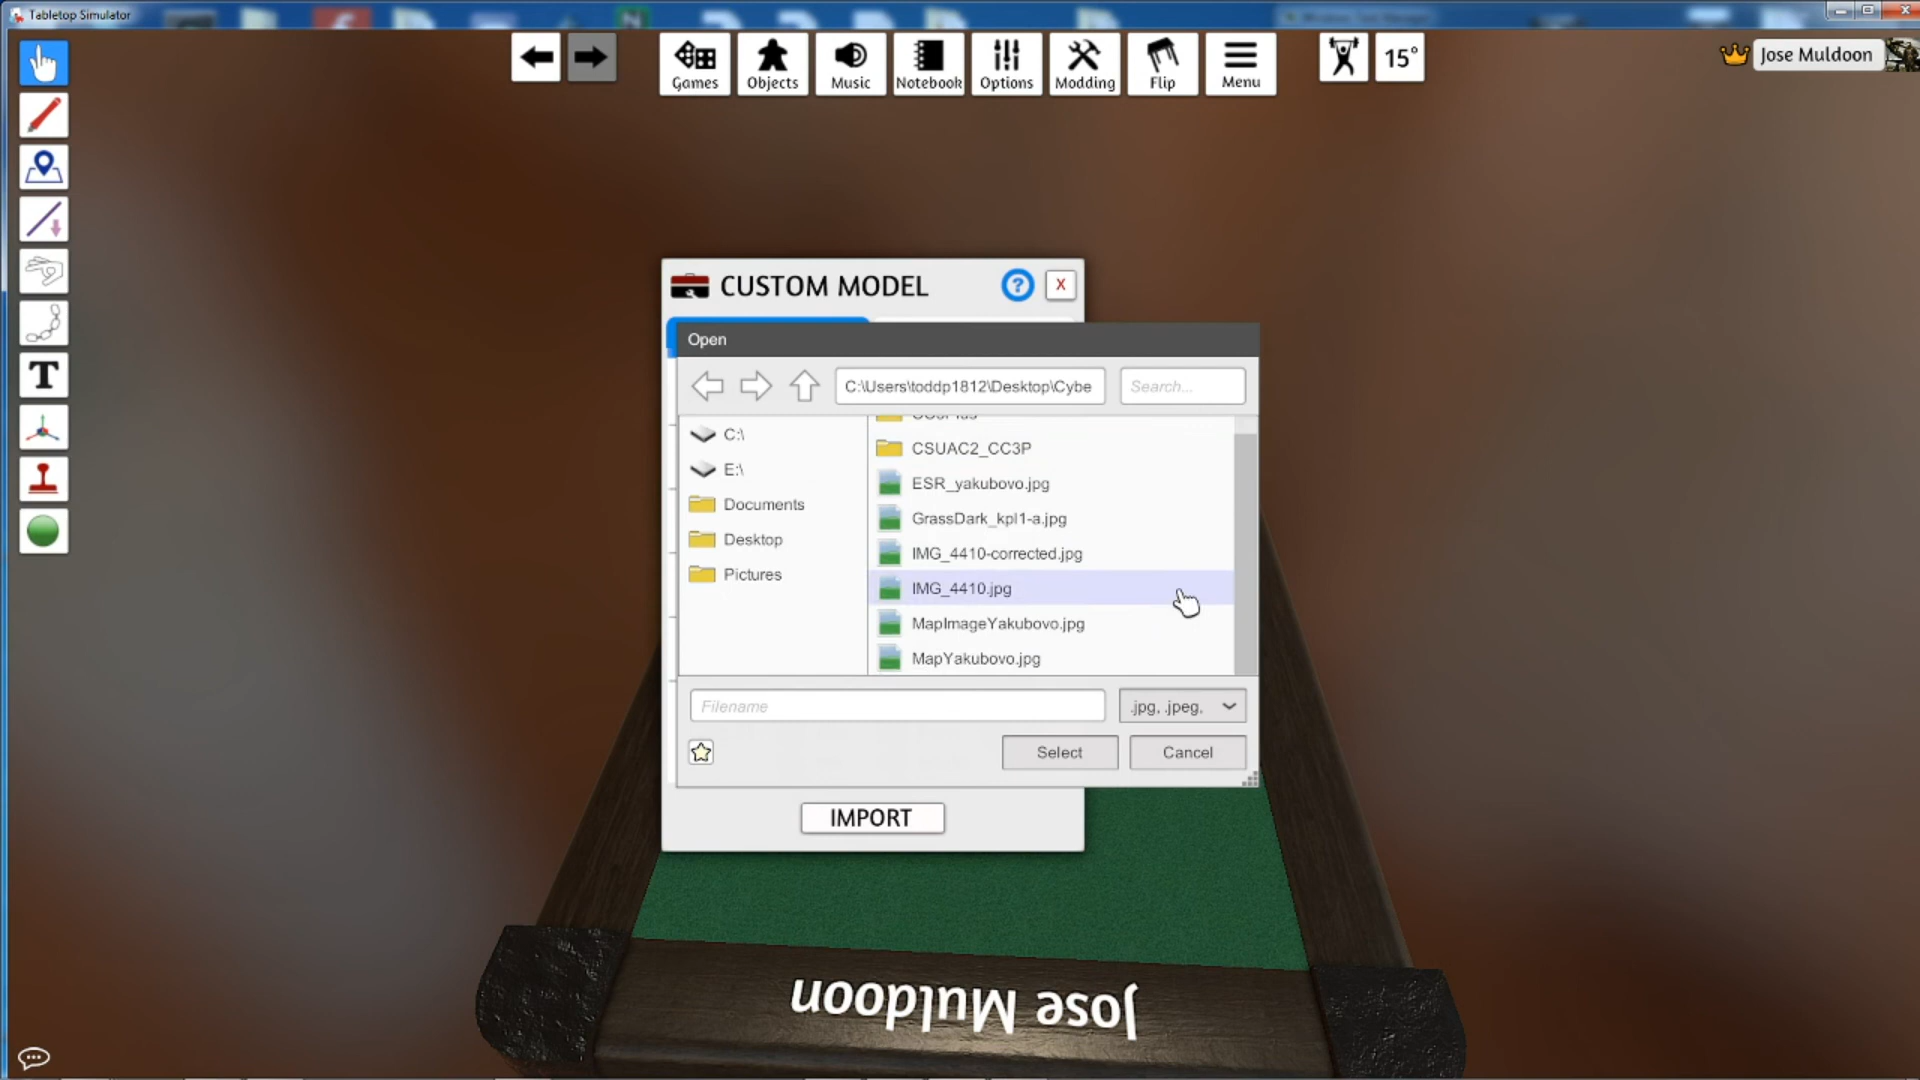 Tabletop Simulator
Games
Objects
Music
Notebook
Options
Modding
Flip
Menu
15°
Jose Muldoon
CUSTOM MODEL
?
X
Open
C:\Users\toddp1812\Desktop\Cybe
Search...
C:\
E:\
Documents
Desktop
Pictures
CSUAC2_CC3P
ESR_yakubovo.jpg
GrassDark_kpl1-a.jpg
IMG_4410-corrected.jpg
IMG_4410.jpg
MapImageYakubovo.jpg
MapYakubovo.jpg
Filename
.jpg, .jpeg,
Select
Cancel
IMPORT
T
Jose Muldoon